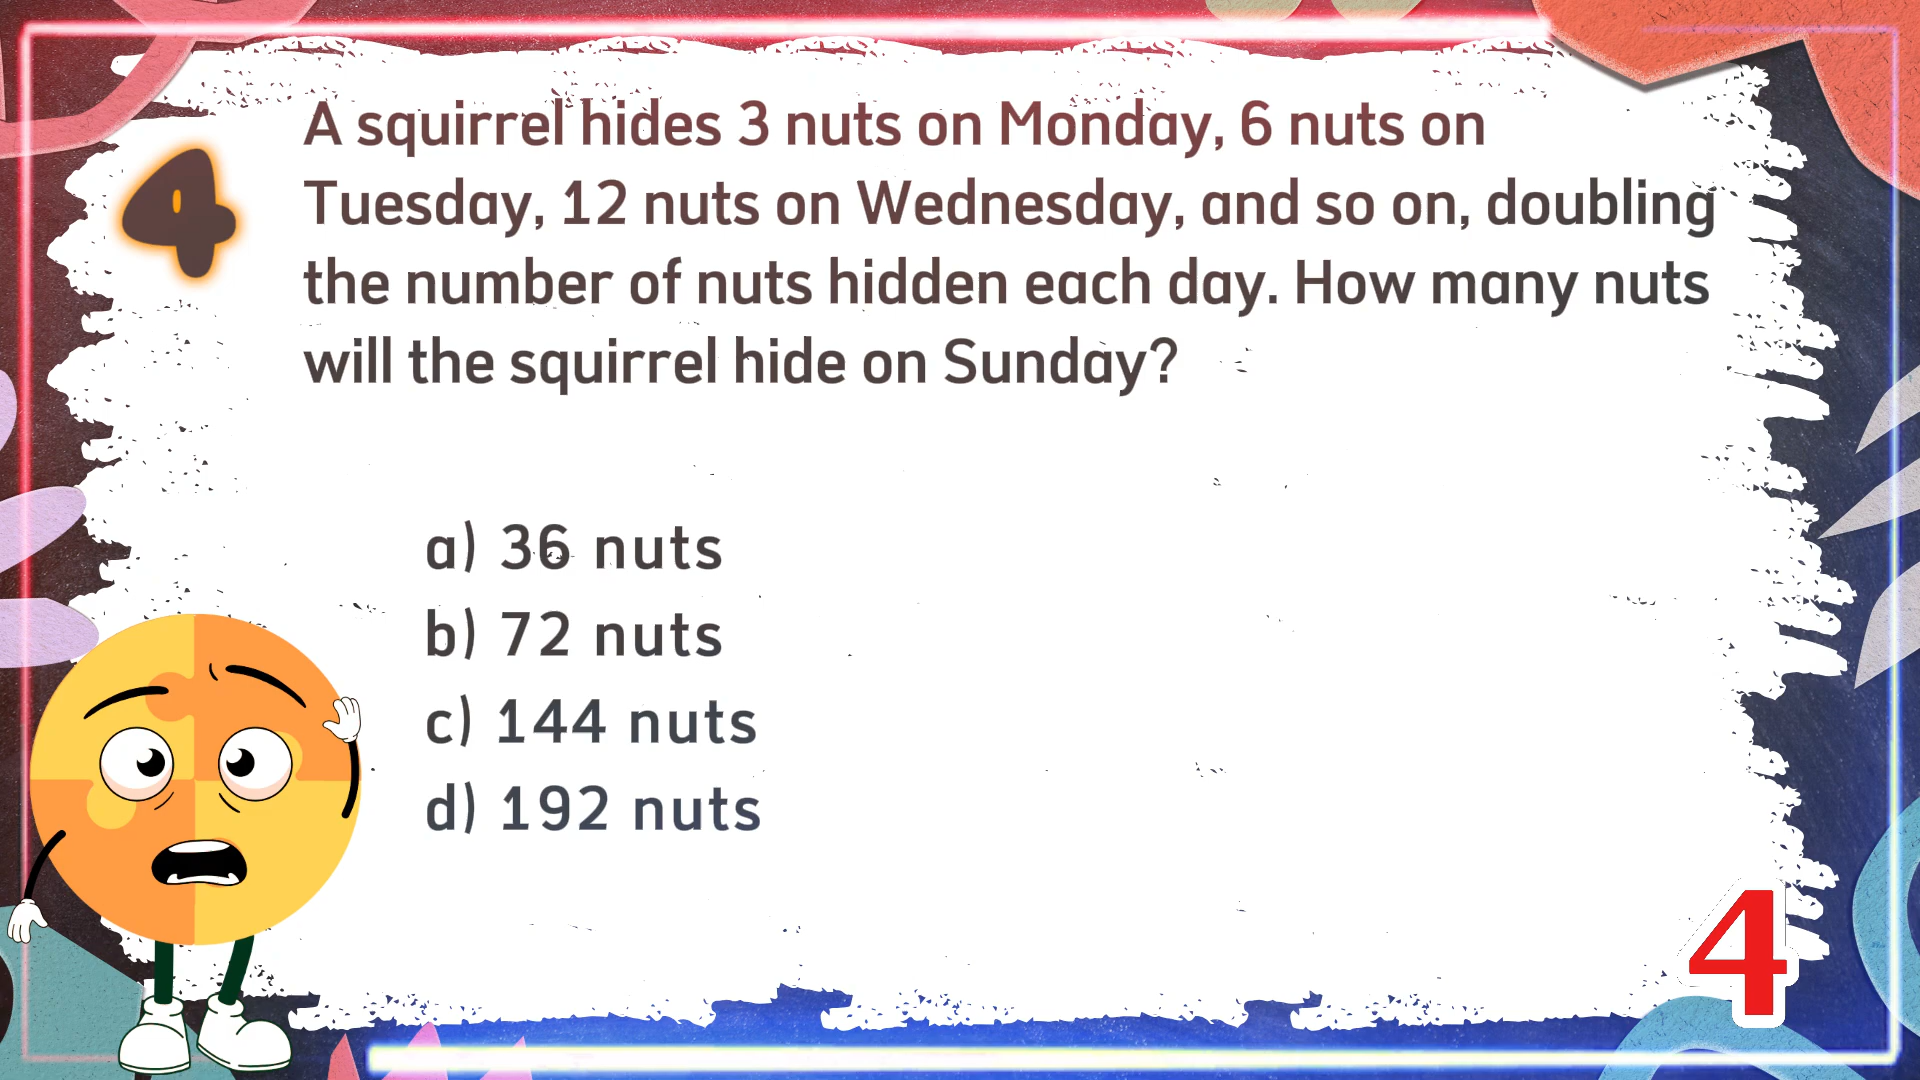 4
A squirrel hides 3 nuts on Monday, 6 nuts on
Tuesday, 12 nuts on Wednesday, and so on, doubling
the number of nuts hidden each day. How many nuts
will the squirrel hide on Sunday?
a) 36 nuts
b) 72 nuts
c) 144 nuts
d) 192 nuts
4